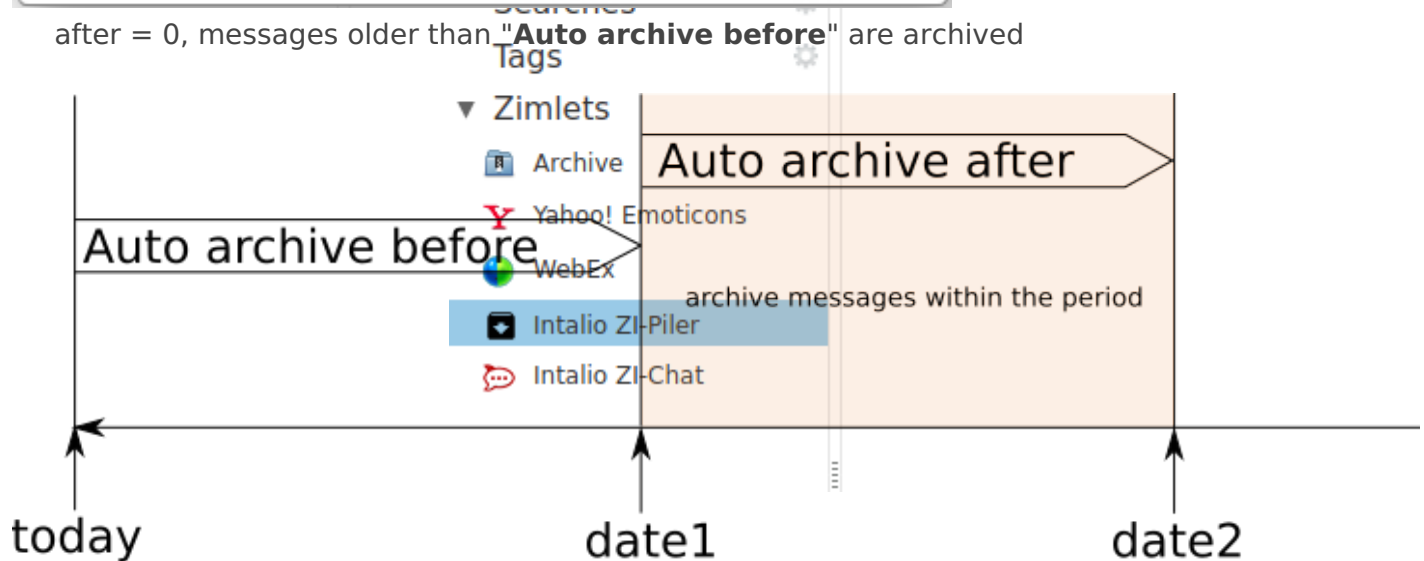 Searches
after = 0, messages older than "Auto archive before" are archived
Tags
Zimlets
Archive
Auto archive after
Yahoo! Emoticons
Auto archive before
WebEx
archive messages within the period
Intalio ZI-Piler
Intalio ZI-Chat
today
date1
date2